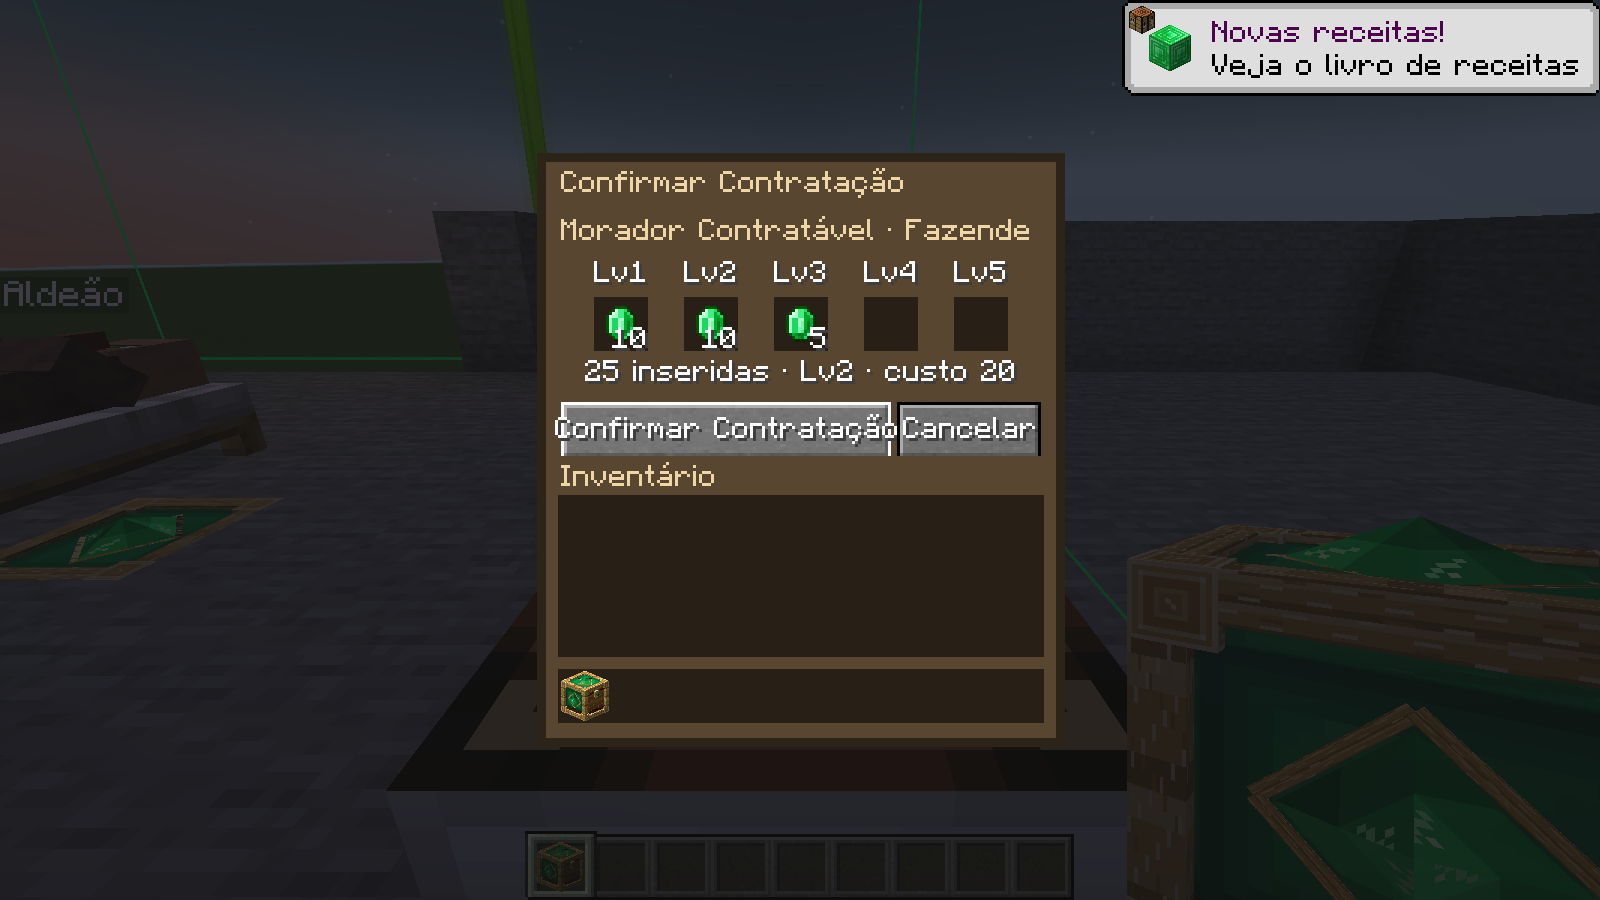 Novas receitas!
Veja o livro de receitas
Confirmar Contratação
Morador Contratável · Fazende
Lv1 Lv2 Lv3 Lv4 Lv5
10 10 5
25 inseridas · Lv2 · custo 20
Confirmar Contratação Cancelar
Inventário
Aldeão